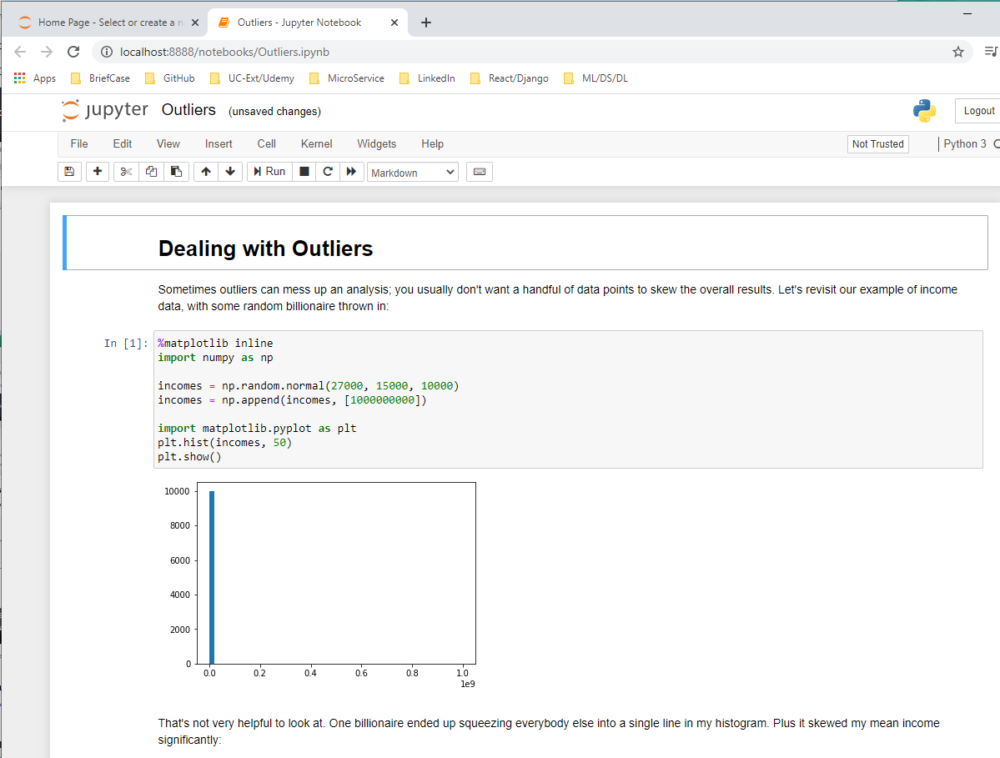 Home Page - Select or create a n
Outliers - Jupyter Notebook
localhost:8888/notebooks/Outliers.ipynb
Apps BriefCase GitHub UC-Ext/Udemy MicroService LinkedIn React/Django ML/DS/DL
jupyter Outliers (unsaved changes) Logout
File Edit View Insert Cell Kernel Widgets Help Not Trusted Python 3
Run Markdown
Dealing with Outliers
Sometimes outliers can mess up an analysis; you usually don't want a handful of data points to skew the overall results. Let's revisit our example of income
data, with some random billionaire thrown in:
In [1]: %matplotlib inline
import numpy as np
incomes = np.random.normal(27000, 15000, 10000)
incomes = np.append(incomes, [1000000000])
import matplotlib.pyplot as plt
plt.hist(incomes, 50)
plt.show()
10000
8000
6000
4000
2000
0
0.0 0.2 0.4 0.6 0.8 1.0
1e9
That's not very helpful to look at. One billionaire ended up squeezing everybody else into a single line in my histogram. Plus it skewed my mean income
significantly: